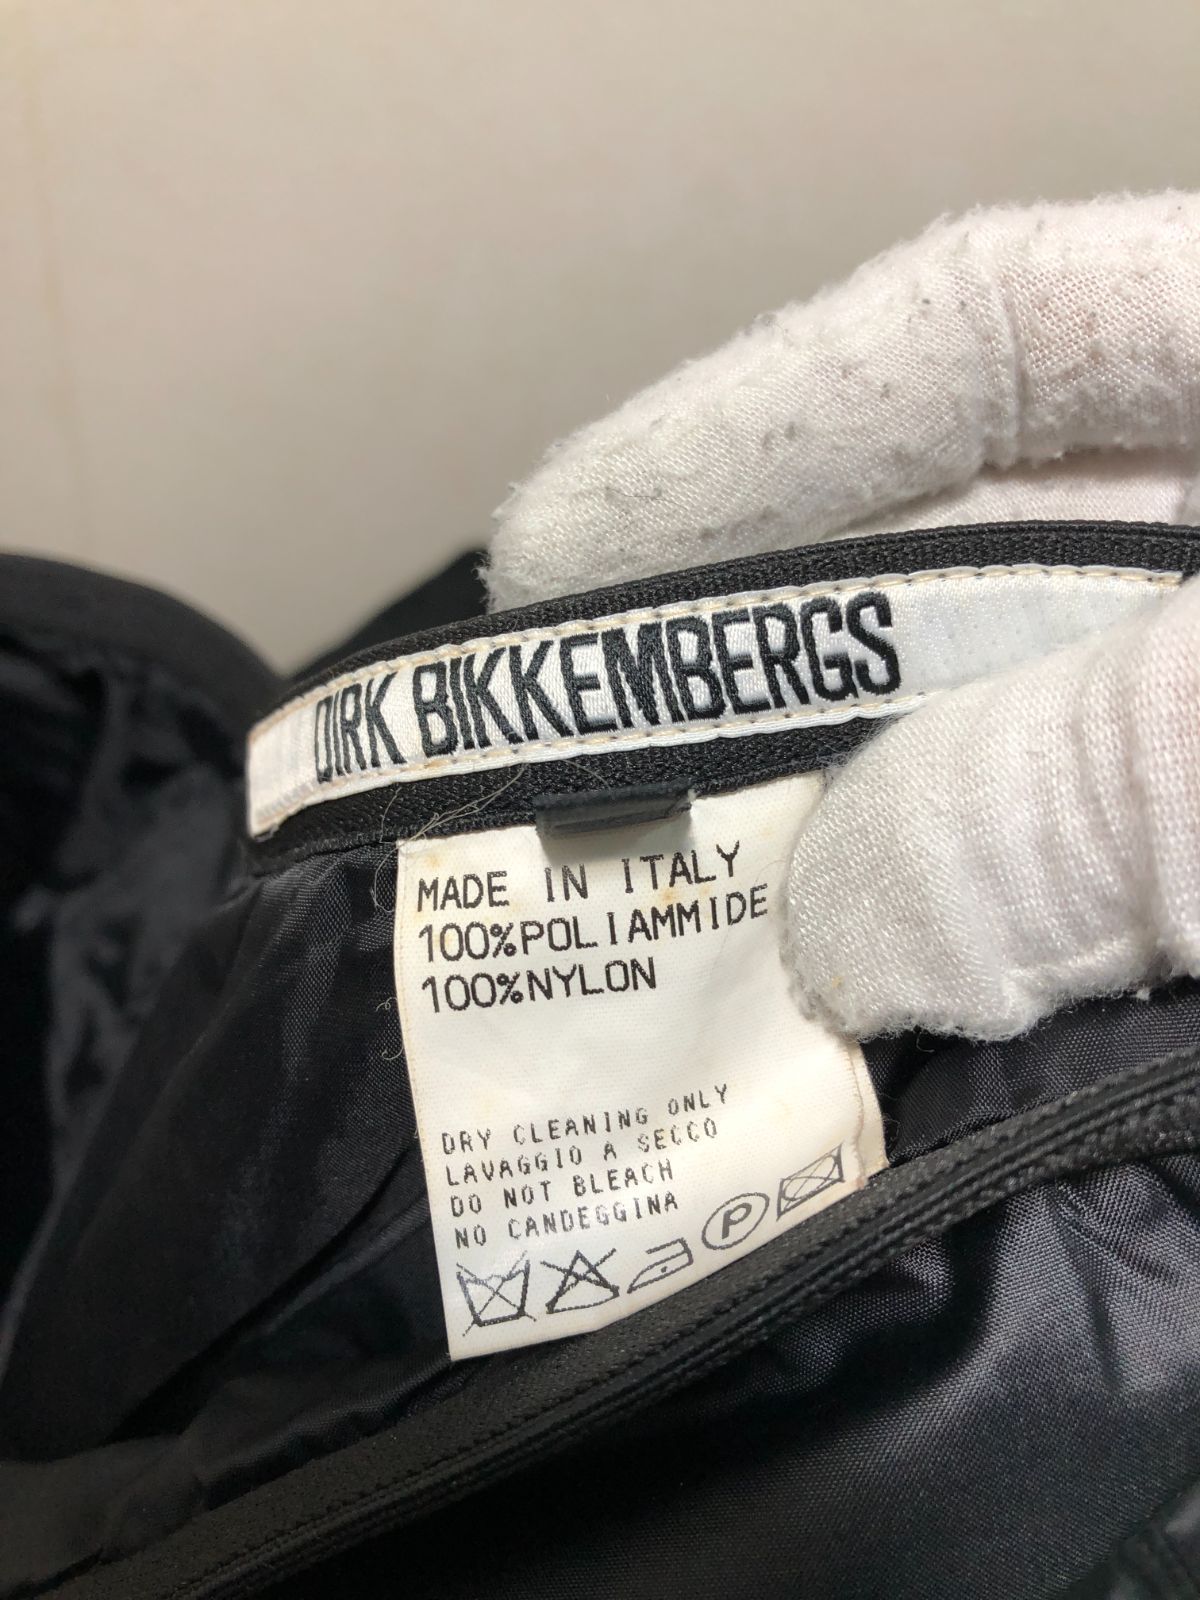 DIRK BIKKEMBERGS
MADE IN ITALY
100%POLIAMMIDE
100%NYLON
DRY CLEANING ONLY
LAVAGGIO A SECCO
DO NOT BLEACH
NO CANDEGGINA
P